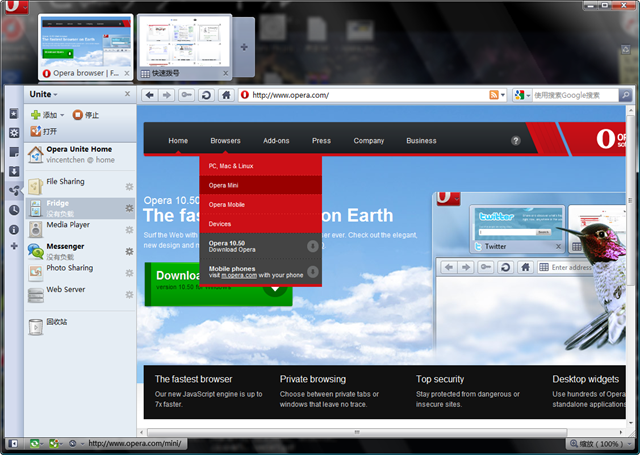 Opera browser | F...
快速拨号
Unite
添加
停止
打开
Opera Unite Home
vincentchen @ home
File Sharing
Fridge
没有负载
Media Player
Messenger
没有负载
Photo Sharing
Web Server
回收站
http://www.opera.com/
使用搜索Google搜索
Home
Browsers
Add-ons
Press
Company
Business
?
PC, Mac & Linux
Opera Mini
Opera Mobile
Devices
Opera 10.50
Download Opera
Mobile phones
visit m.opera.com with your phone
Opera 10.50
The fas on Earth
Surf the Web with ser ever. Check out the elegant,
new design and
Download
version 10.50 for Windows
twitter
Twitter
Enter address
The fastest browser
Our new JavaScript engine is up to
7x faster.
Private browsing
Choose between private tabs or
windows that leave no trace.
Top security
Stay protected from dangerous or
insecure sites.
Desktop widgets
Use hundreds of Opera
standalone applications
http://www.opera.com/mini/
缩放 (100%)